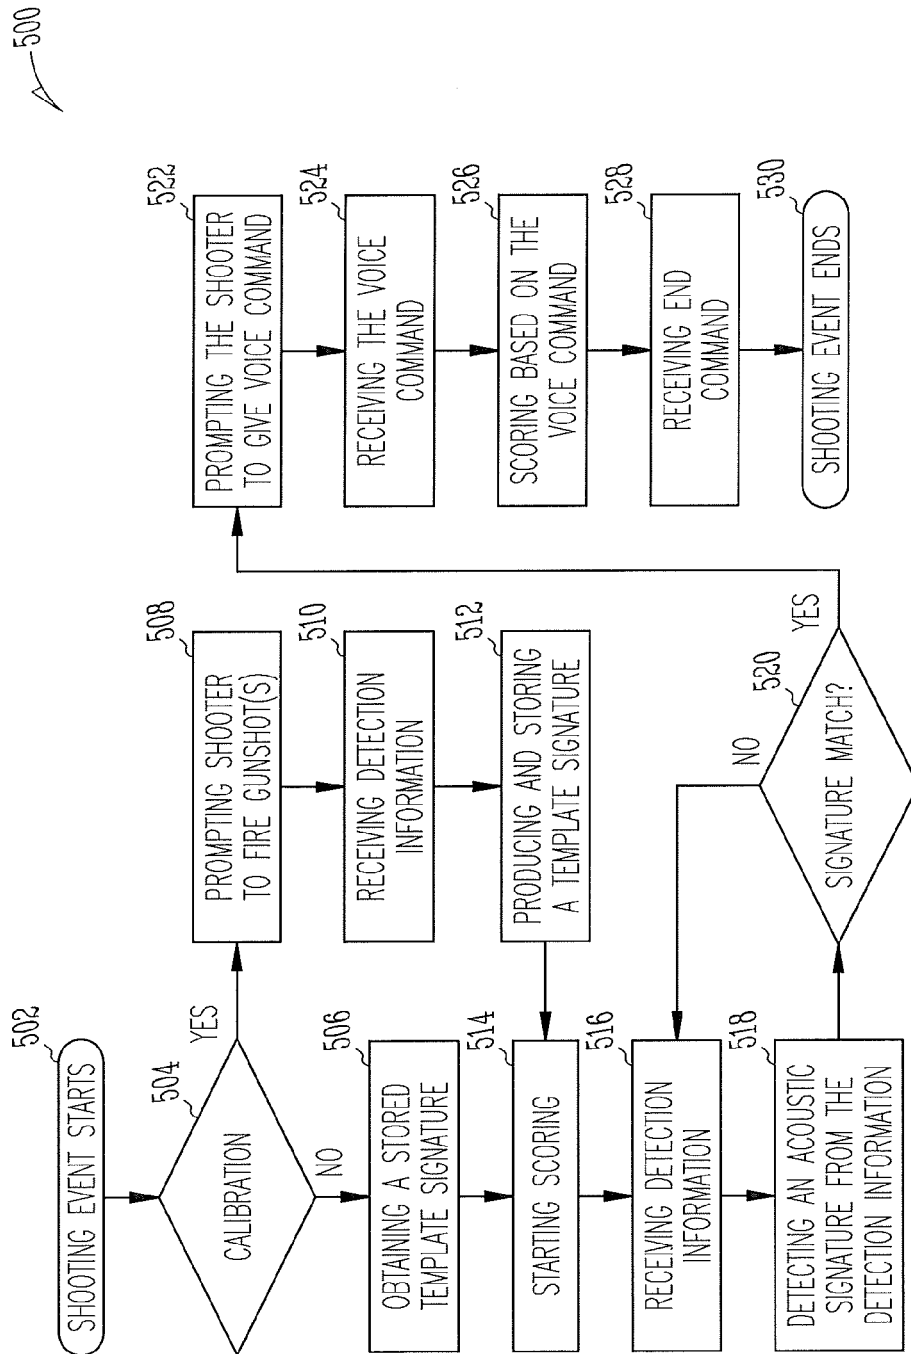 500
502
SHOOTING EVENT STARTS
504
CALIBRATION
YES
NO
506
OBTAINING A STORED
TEMPLATE SIGNATURE
508
PROMPTING SHOOTER
TO FIRE GUNSHOT(S)
510
RECEIVING DETECTION
INFORMATION
512
PRODUCING AND STORING
A TEMPLATE SIGNATURE
514
STARTING SCORING
516
RECEIVING DETECTION
INFORMATION
518
DETECTING AN ACOUSTIC
SIGNATURE FROM THE
DETECTION INFORMATION
520
SIGNATURE MATCH?
NO
YES
522
PROMPTING THE SHOOTER
TO GIVE VOICE COMMAND
524
RECEIVING THE VOICE
COMMAND
526
SCORING BASED ON THE
VOICE COMMAND
528
RECEIVING END
COMMAND
530
SHOOTING EVENT ENDS